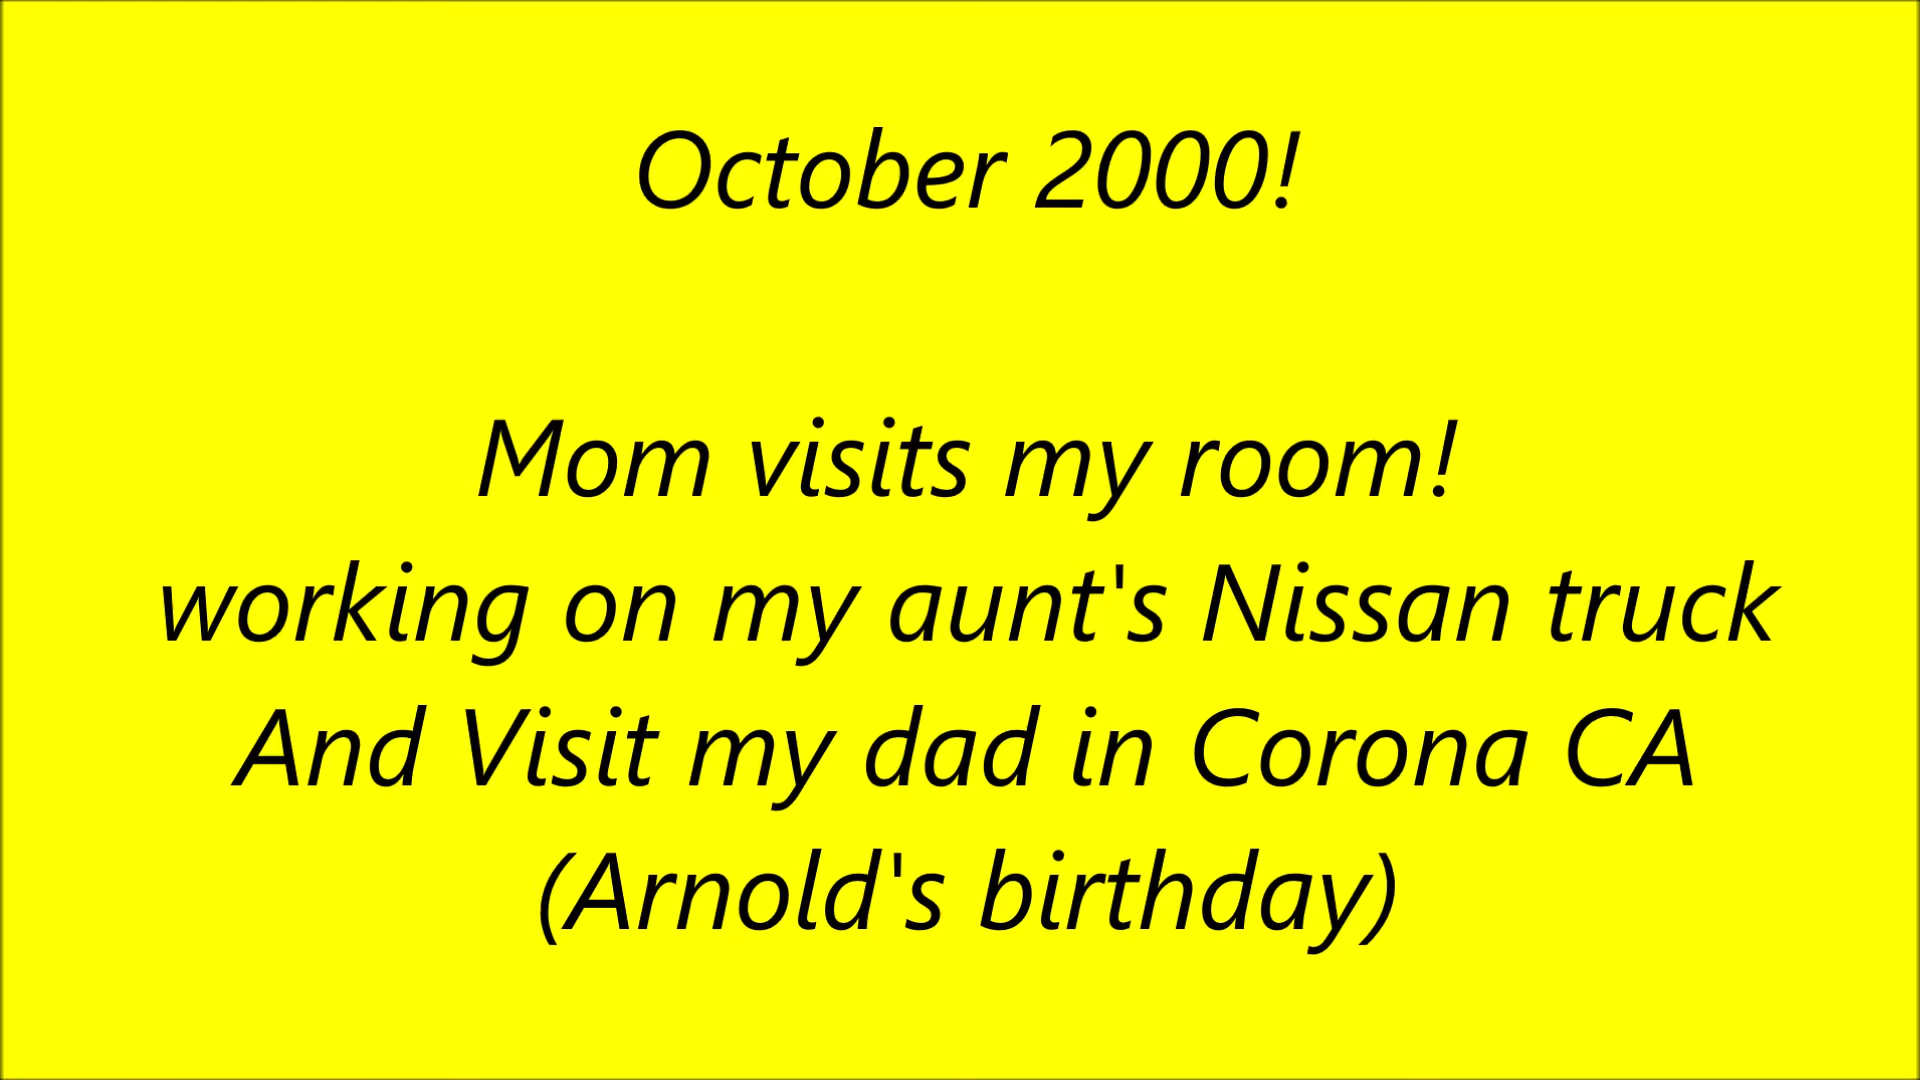 October 2000!
Mom visits my room!
working on my aunt's Nissan truck
And Visit my dad in Corona CA
(Arnold's birthday)